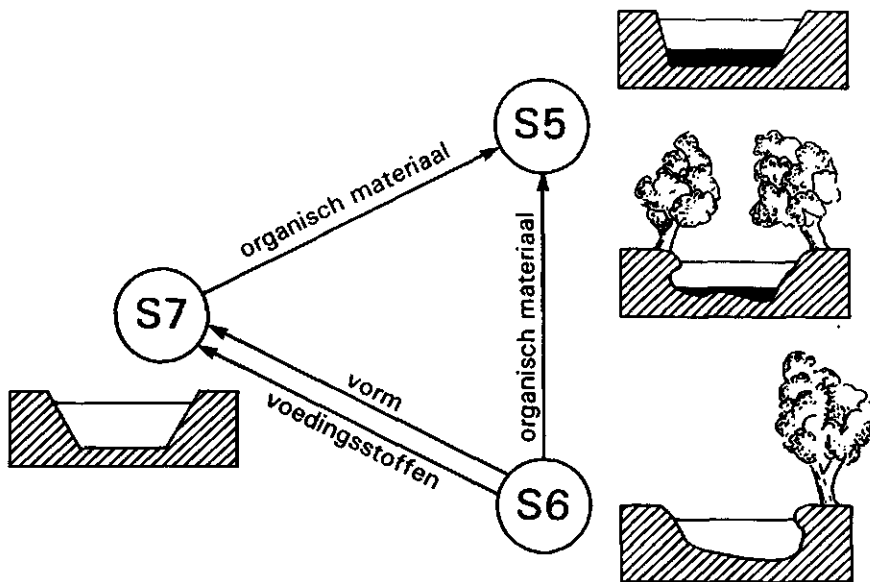 S5
organisch materiaal
S7
organisch materiaal
vorm
voedingsstoffen
S6